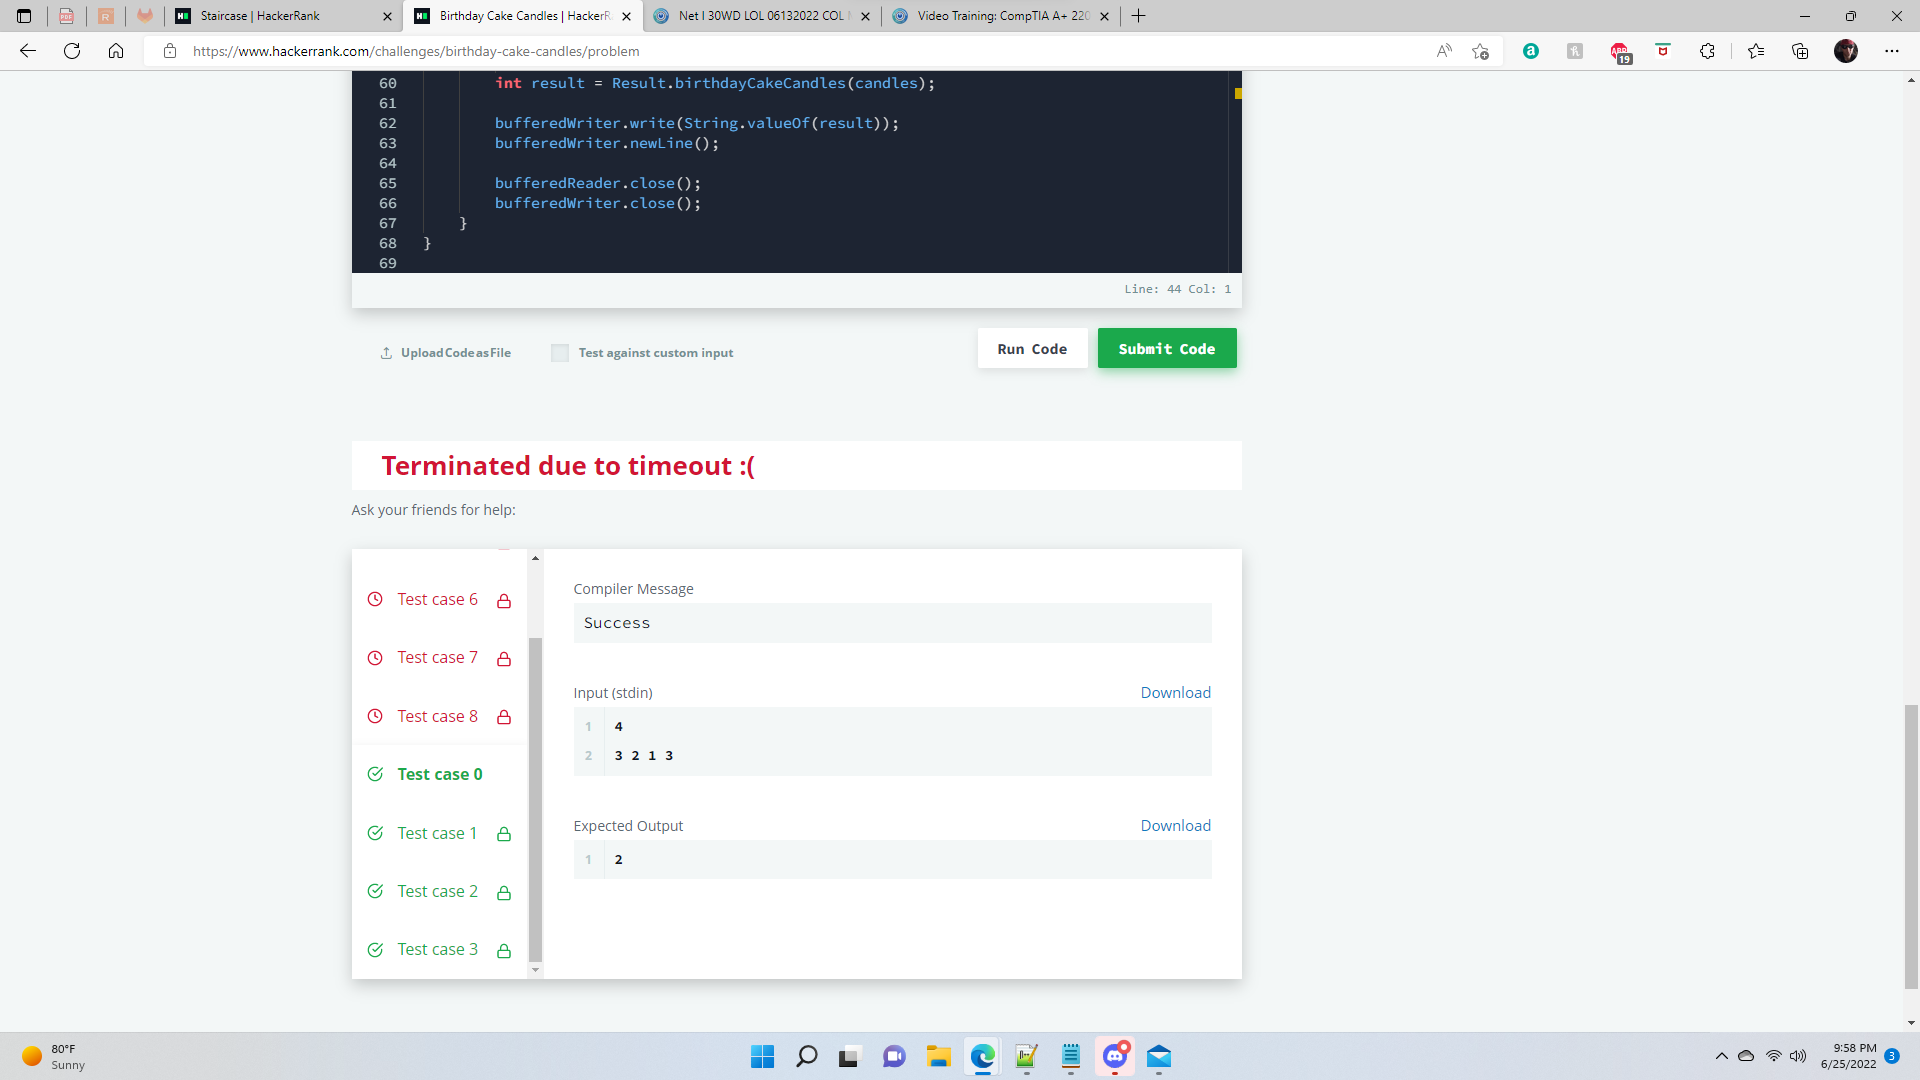 Staircase | HackerRank
Birthday Cake Candles | HackerR
Net I 30WD LOL 06132022 COL
Video Training: CompTIA A+ 220
https://www.hackerrank.com/challenges/birthday-cake-candles/problem
19
60 int result = Result.birthdayCakeCandles(candles);
61
62 bufferedWriter.write(String.valueOf(result));
63 bufferedWriter.newLine();
64
65 bufferedReader.close();
66 bufferedWriter.close();
67 }
68 }
69
Line: 44 Col: 1
Upload Code as File
Test against custom input
Run Code
Submit Code
Terminated due to timeout :(
Ask your friends for help:
Test case 6
Test case 7
Test case 8
Test case 0
Test case 1
Test case 2
Test case 3
Compiler Message
Success
Input (stdin)
Download
1 4
2 3 2 1 3
Expected Output
Download
1 2
80°F
Sunny
9:58 PM
6/25/2022
3